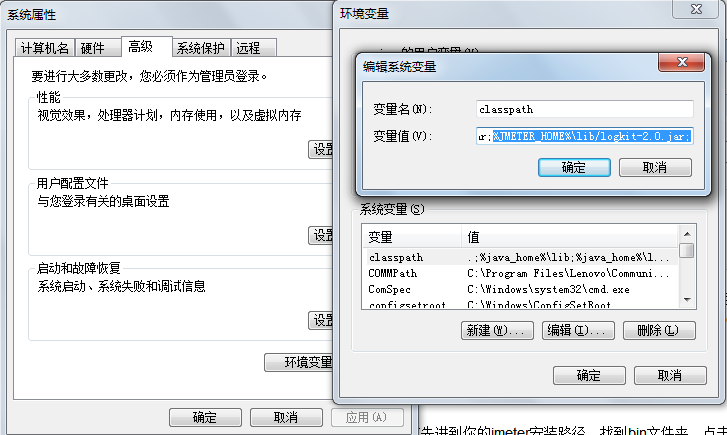 系统属性
计算机名 硬件 高级 系统保护 远程
要进行大多数更改，您必须作为管理员登录。
性能
视觉效果，处理器计划，内存使用，以及虚拟内存
用户配置文件
与您登录有关的桌面设置
启动和故障恢复
系统启动、系统失败和调试信息
环境变量
确定 取消 应用(A)
环境变量
的用户变量(U)
编辑系统变量
变量名(N): classpath
变量值(V): ar;%JMETER_HOME%\lib/logkit-2.0.jar;
确定 取消
系统变量(S)
变量 值
classpath .;%java_home%\lib;%java_home%\l...
COMMPath C:\Program Files\Lenovo\Communi...
ComSpec C:\Windows\system32\cmd.exe
configsetroot C:\Windows\ConfigSetRoot
新建(W)... 编辑(I)... 删除(L)
确定 取消
先进到你的jmeter安装路径，找到bin文件夹，点击